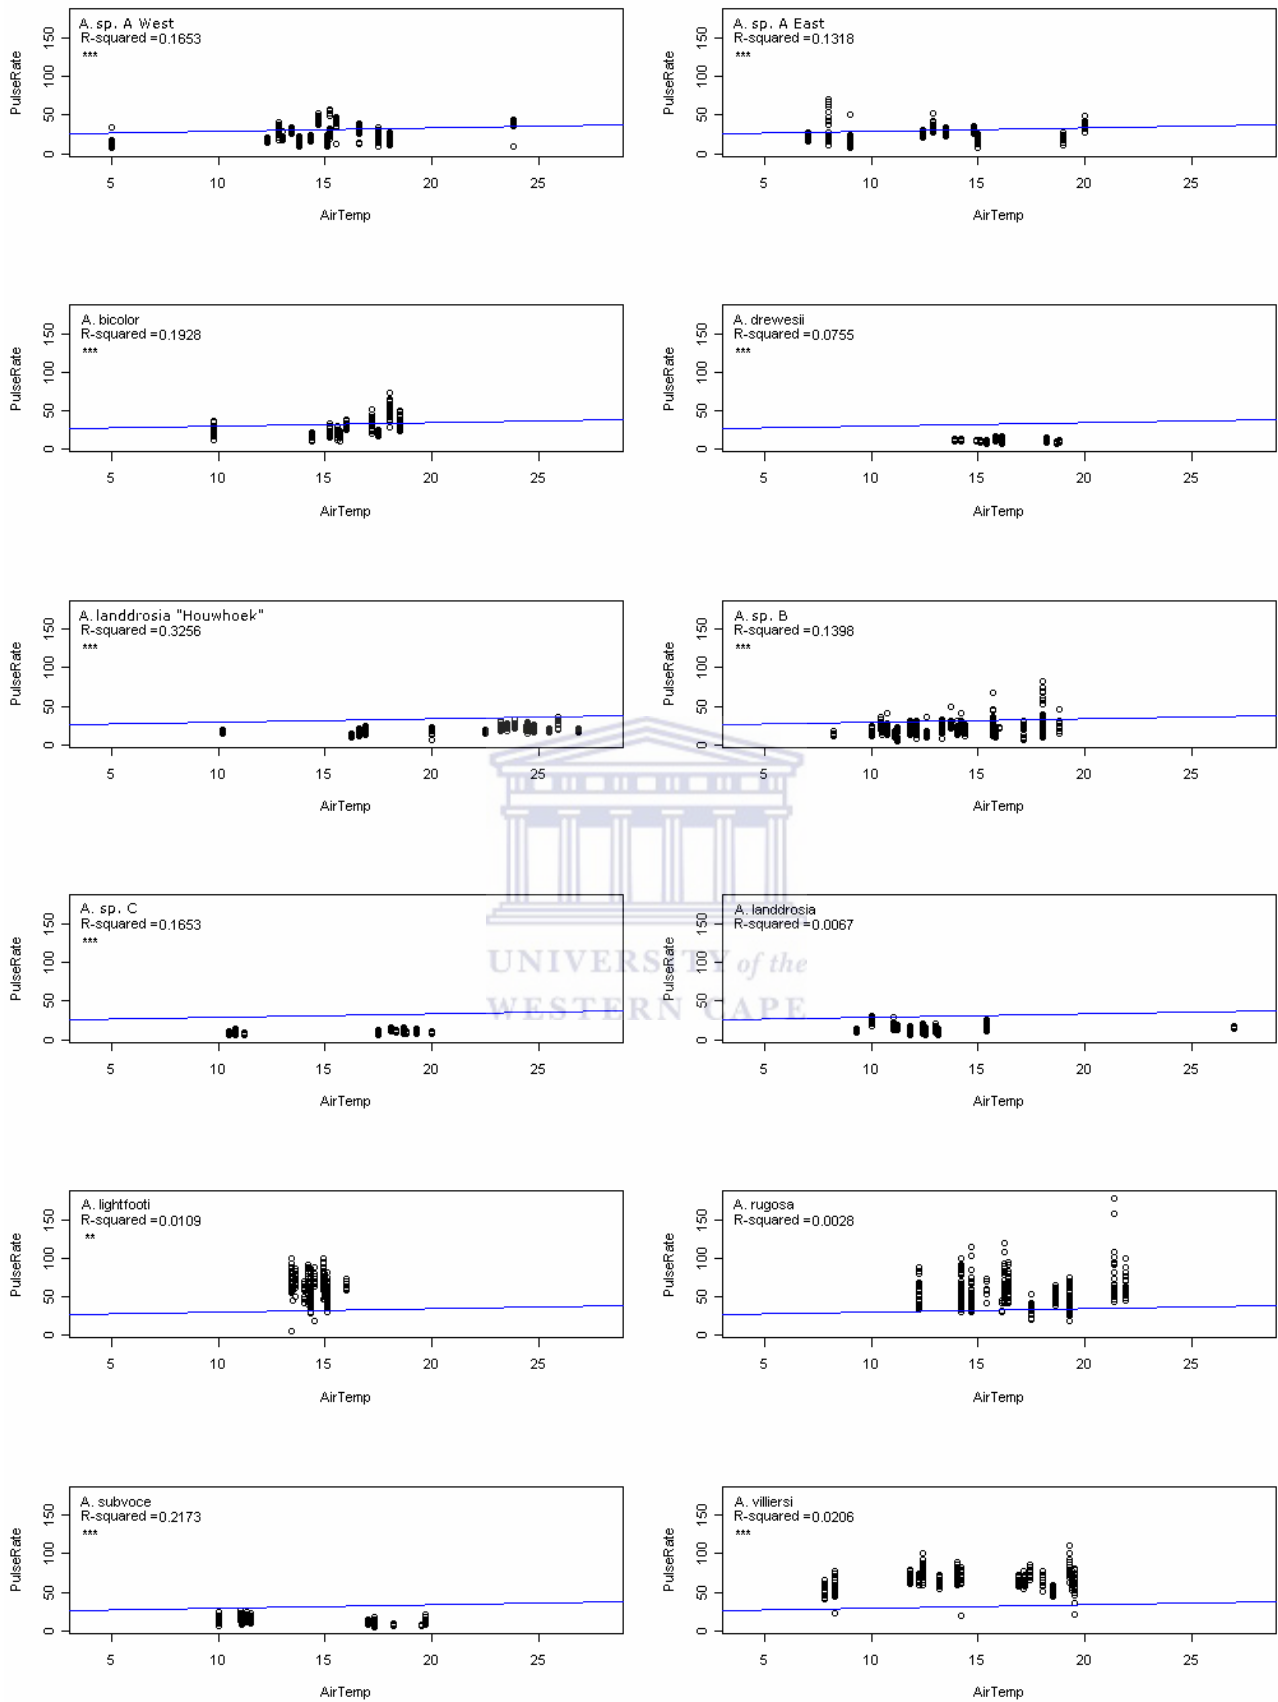 A. sp. A West
R-squared =0.1653
***
PulseRate
0 50 100 150
5 10 15 20 25
AirTemp
A. sp. A East
R-squared =0.1318
***
PulseRate
0 50 100 150
5 10 15 20 25
AirTemp
A. bicolor
R-squared =0.1928
***
PulseRate
0 50 100 150
5 10 15 20 25
AirTemp
A. drewesii
R-squared =0.0755
***
PulseRate
0 50 100 150
5 10 15 20 25
AirTemp
A. landdrosia "Houwhoek"
R-squared =0.3256
***
PulseRate
0 50 100 150
5 10 15 20 25
AirTemp
A. sp. B
R-squared =0.1398
***
PulseRate
0 50 100 150
5 10 15 20 25
AirTemp
A. sp. C
R-squared =0.1653
***
PulseRate
0 50 100 150
5 10 15 20 25
AirTemp
A. landdrosia
R-squared =0.0067
PulseRate
0 50 100 150
5 10 15 20 25
AirTemp
UNIVERSITY of the
WESTERN CAPE
A. lightfooti
R-squared =0.0109
**
PulseRate
0 50 100 150
5 10 15 20 25
AirTemp
A. rugosa
R-squared =0.0028
PulseRate
0 50 100 150
5 10 15 20 25
AirTemp
A. subvoce
R-squared =0.2173
***
PulseRate
0 50 100 150
5 10 15 20 25
AirTemp
A. villiersi
R-squared =0.0206
***
PulseRate
0 50 100 150
5 10 15 20 25
AirTemp